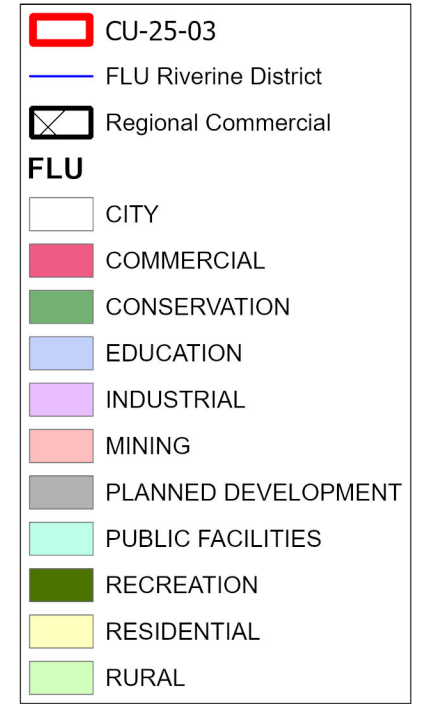 CU-25-03
FLU Riverine District
Regional Commercial
FLU
CITY
COMMERCIAL
CONSERVATION
EDUCATION
INDUSTRIAL
MINING
PLANNED DEVELOPMENT
PUBLIC FACILITIES
RECREATION
RESIDENTIAL
RURAL